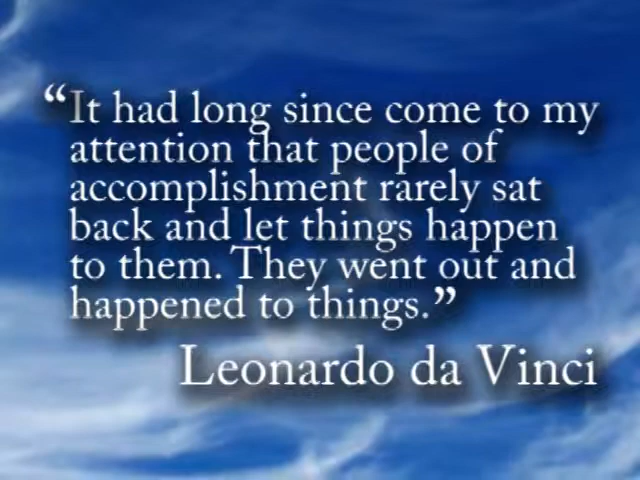 “It had long since come to my
attention that people of
accomplishment rarely sat
back and let things happen
to them. They went out and
happened to things.”
Leonardo da Vinci